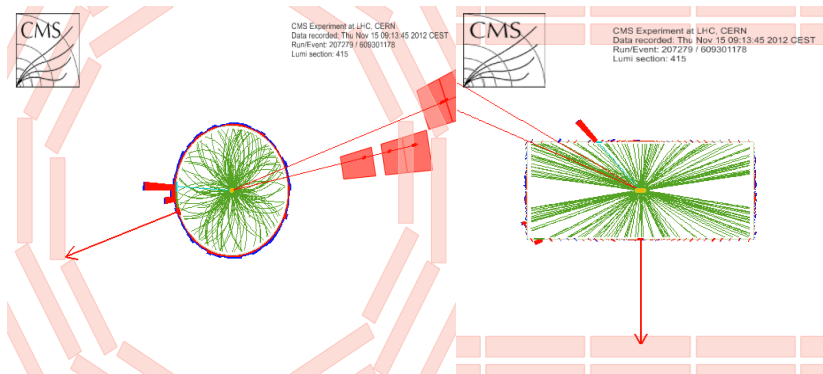 CMS
CMS Experiment at LHC, CERN
Data recorded: Thu Nov 15 09:13:45 2012 CEST
Run/Event: 207279 / 609301178
Lumi section: 415
CMS
CMS Experiment at LHC, CERN
Data recorded: Thu Nov 15 09:13:45 2012 CEST
Run/Event: 207279 / 609301178
Lumi section: 415